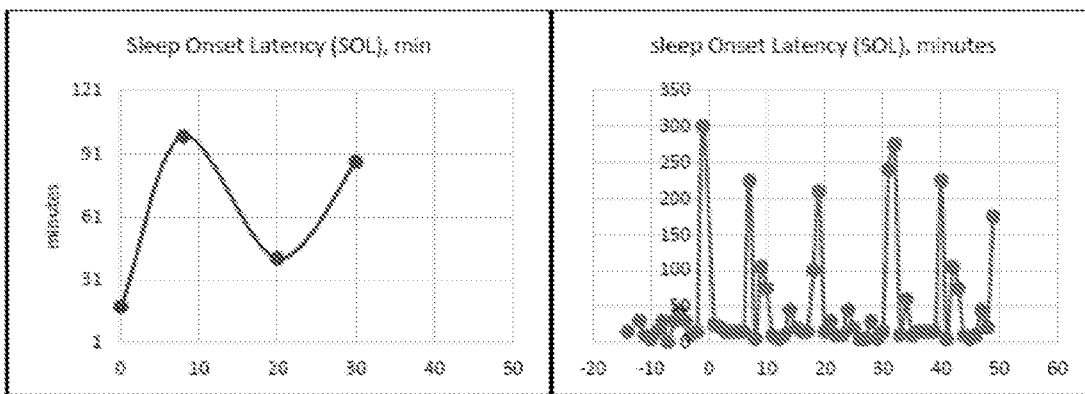 Sleep Onset Latency (SOL), min
121
91
61
31
1
minutes
0 10 20 30 40 50
sleep Onset Latency (SOL), minutes
350
300
250
200
150
100
50
0
-20 -10 0 10 20 30 40 50 60